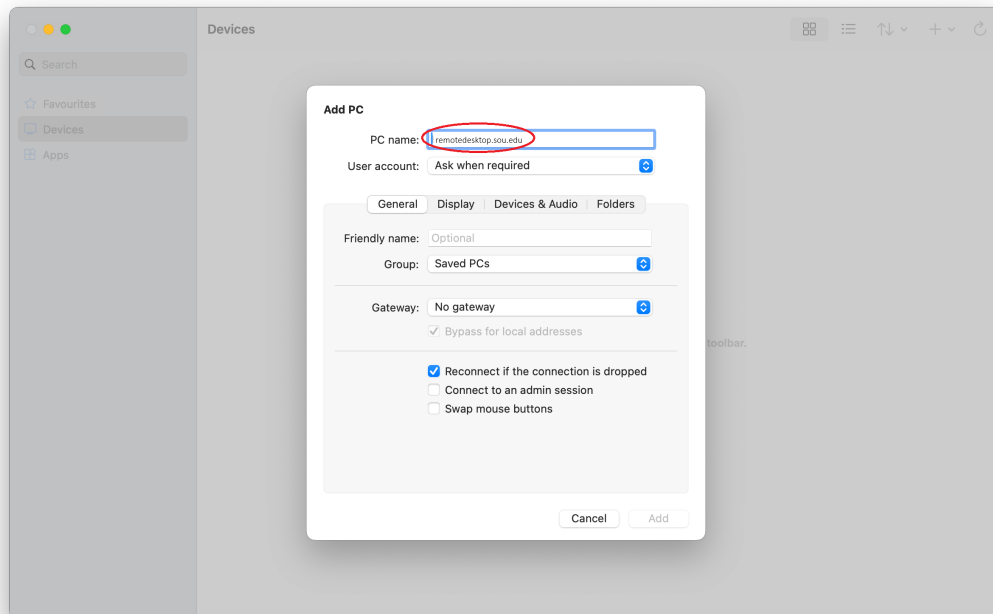 Devices
Search
Favourites
Devices
Apps
toolbar.
Add PC
PC name: remotedesktop.sou.edu
User account: Ask when required
General Display Devices & Audio Folders
Friendly name: Optional
Group: Saved PCs
Gateway: No gateway
Bypass for local addresses
Reconnect if the connection is dropped
Connect to an admin session
Swap mouse buttons
Cancel Add